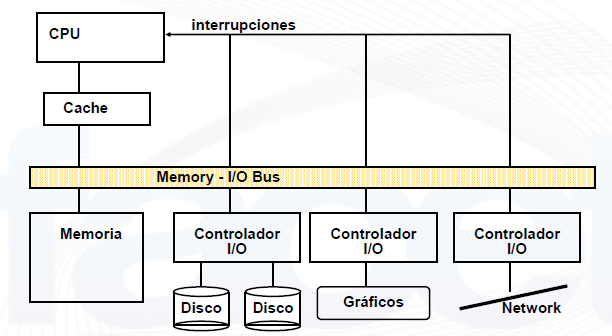 interrupciones
CPU
Cache
Memory - I/O Bus
Memoria
Controlador
I/O
Controlador
I/O
Controlador
I/O
Disco
Disco
Gráficos
Network